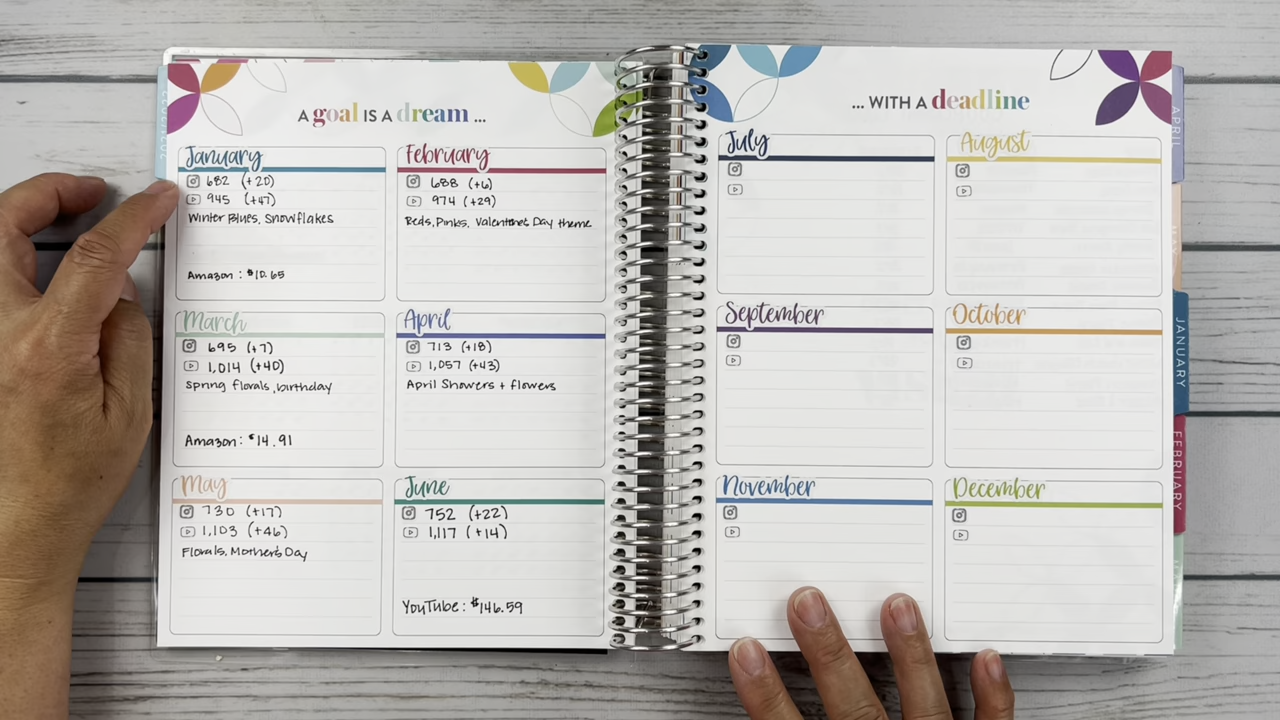 A goal IS A dream ...
January
682 (+20)
945 (+47)
Winter Blues, Snowflakes
Amazon : $10.65
February
688 (+6)
974 (+29)
Reds, Pinks, Valentines Day theme
March
695 (+7)
1,014 (+40)
spring florals, birthday
Amazon: $14.91
April
713 (+18)
1,057 (+43)
April Showers + flowers
May
730 (+17)
1,103 (+46)
Florals, Mother's Day
June
752 (+22)
1,117 (+14)
YouTube: $146.59
... WITH A deadline
July
August
September
October
November
December
APRIL
JANUARY
FEBRUARY